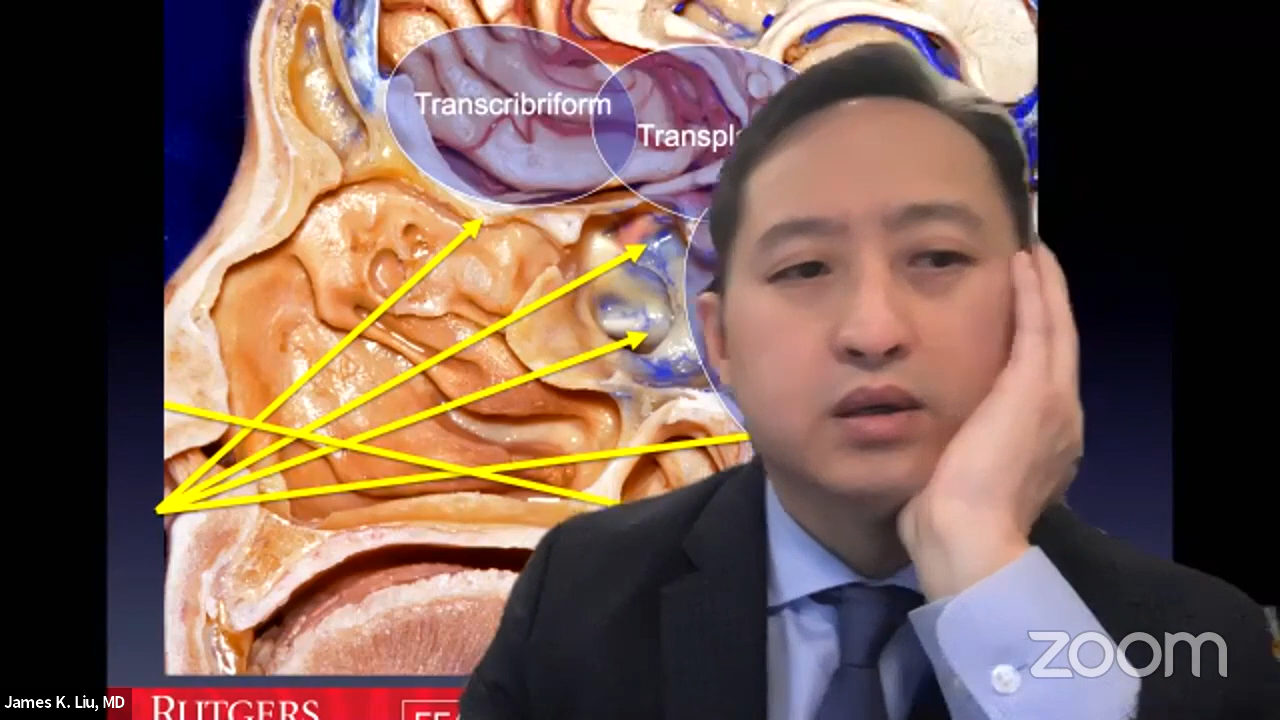 Transcribriform
Transpl
zoom
James K. Liu, MD
RUTGERS